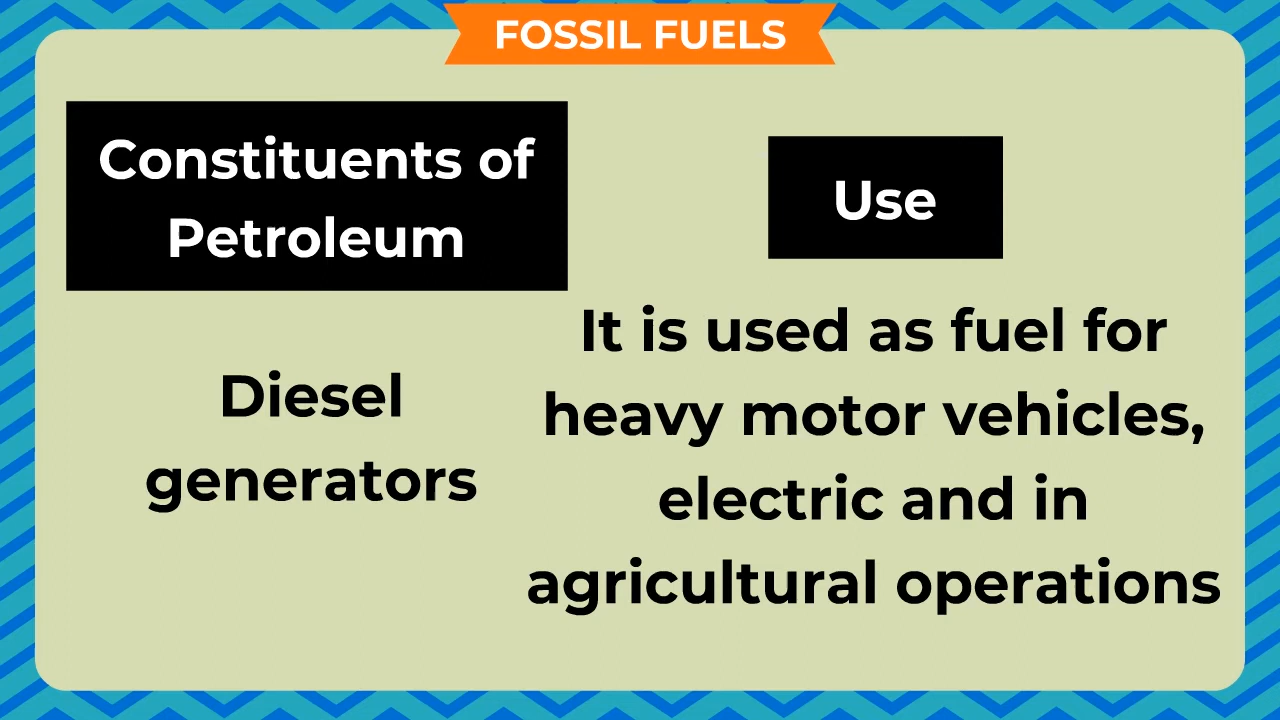 FOSSIL FUELS
Constituents of
Petroleum
Use
Diesel
generators
It is used as fuel for
heavy motor vehicles,
electric and in
agricultural operations